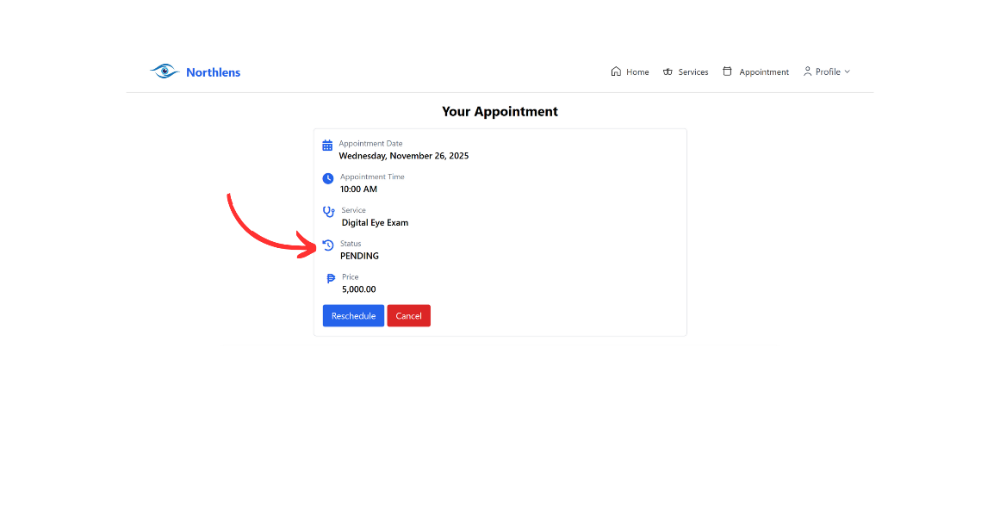 Northlens
Home Services Appointment Profile
Your Appointment
Appointment Date
Wednesday, November 26, 2025
Appointment Time
10:00 AM
Service
Digital Eye Exam
Status
PENDING
Price
5,000.00
Reschedule Cancel